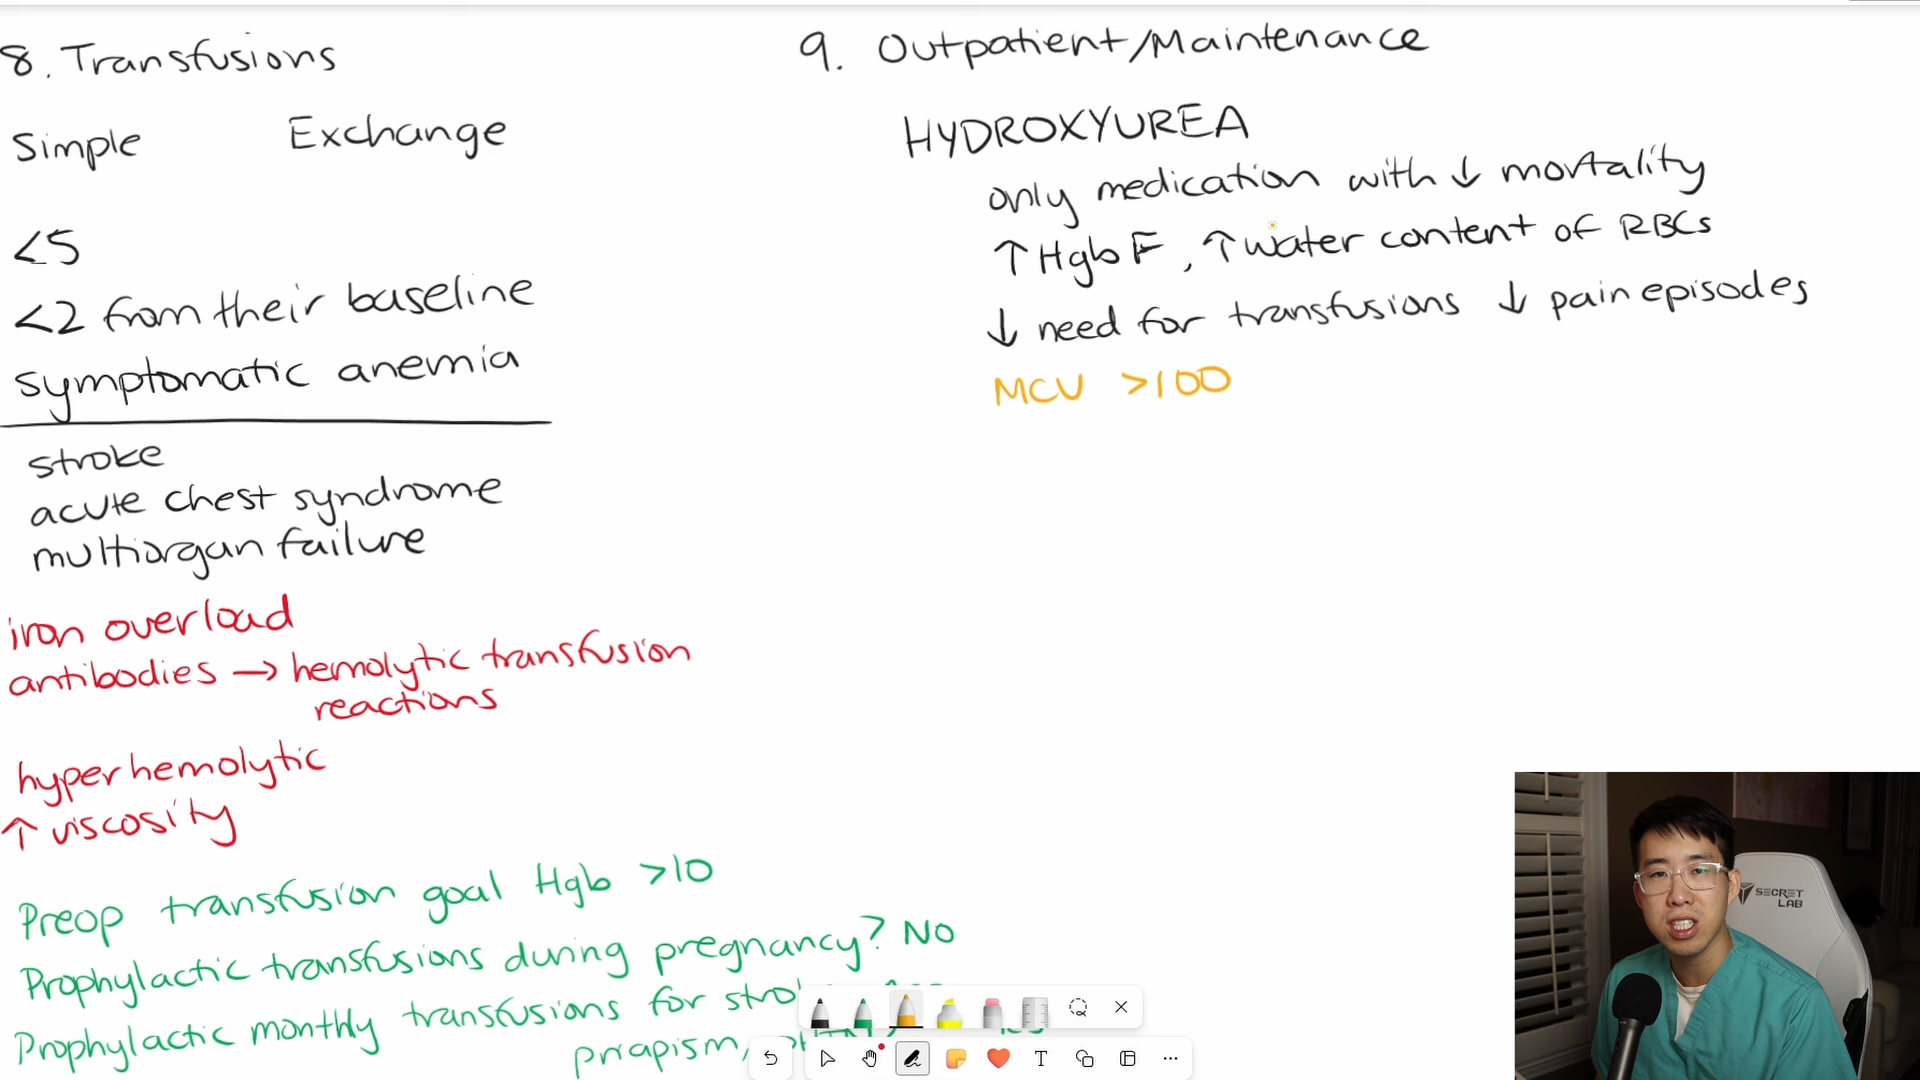 8. Transfusions
Simple Exchange
<5
<2 from their baseline
symptomatic anemia
stroke
acute chest syndrome
multiorgan failure
iron overload
antibodies → hemolytic transfusion
reactions
hyperhemolytic
↑ viscosity
Preop transfusion goal Hgb >10
Prophylactic transfusions during pregnancy? No
Prophylactic monthly transfusions for
priapism,
9. Outpatient/Maintenance
HYDROXYUREA
only medication with ↓ mortality
↑ Hgb F, ↑ water content of RBCs
↓ need for transfusions ↓ pain episodes
MCV >100
T
SECRET
LAB